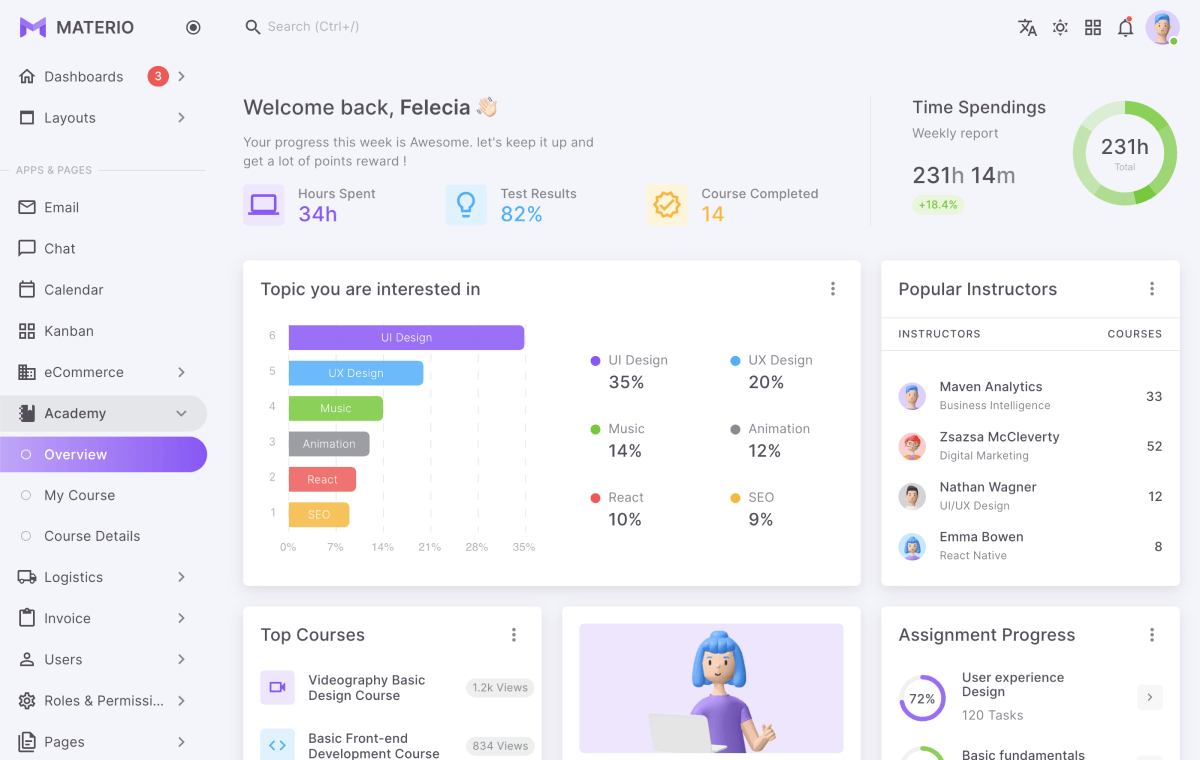 MATERIO
Search (Ctrl+/)
Dashboards
3
Layouts
APPS & PAGES
Email
Chat
Calendar
Kanban
eCommerce
Academy
Overview
My Course
Course Details
Logistics
Invoice
Users
Roles & Permissi...
Pages
Welcome back, Felecia
Your progress this week is Awesome. let's keep it up and
get a lot of points reward !
Hours Spent
34h
Test Results
82%
Course Completed
14
Time Spendings
Weekly report
231h 14m
+18.4%
231h
Total
Topic you are interested in
6
UI Design
5
UX Design
4
Music
3
Animation
2
React
1
SEO
0%
7%
14%
21%
28%
35%
UI Design
35%
UX Design
20%
Music
14%
Animation
12%
React
10%
SEO
9%
Popular Instructors
INSTRUCTORS
COURSES
Maven Analytics
Business Intelligence
33
Zsazsa McCleverty
Digital Marketing
52
Nathan Wagner
UI/UX Design
12
Emma Bowen
React Native
8
Top Courses
Videography Basic
Design Course
1.2k Views
Basic Front-end
Development Course
834 Views
Assignment Progress
72%
User experience
Design
120 Tasks
Basic fundamentals